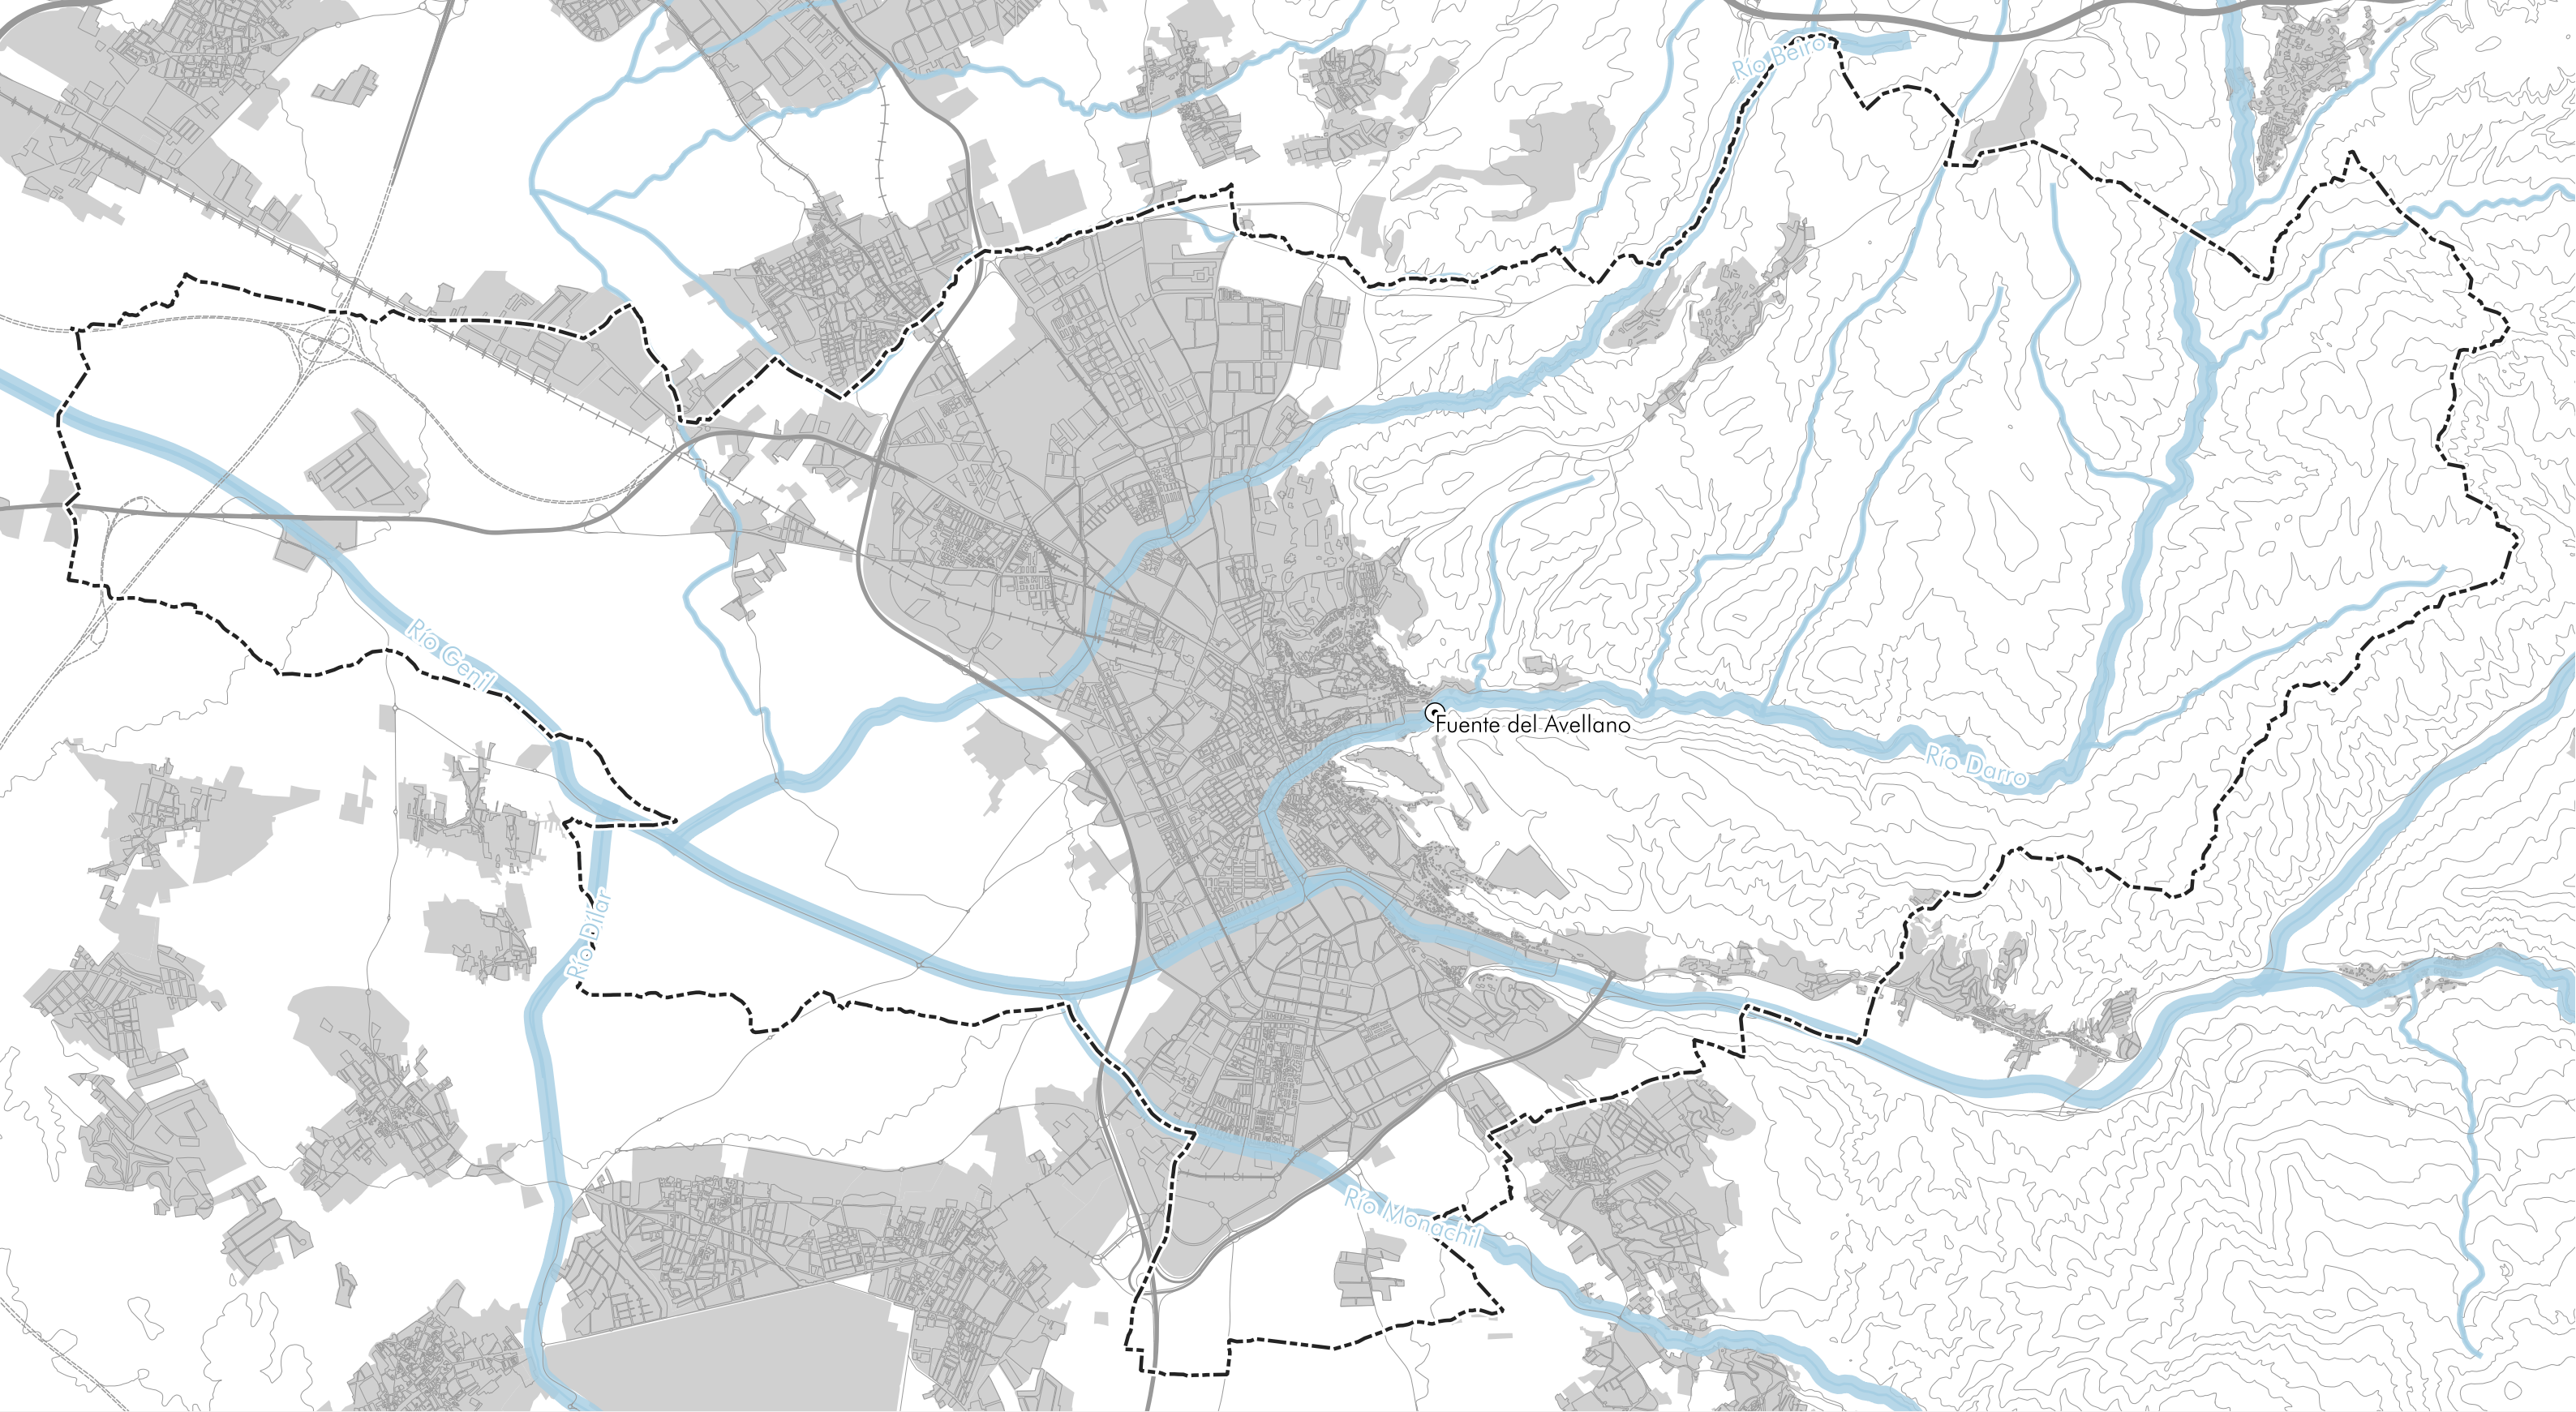 Río Beiro
Río Genil
Fuente del Avellano
Río Darro
Río Dílar
Río Monachil